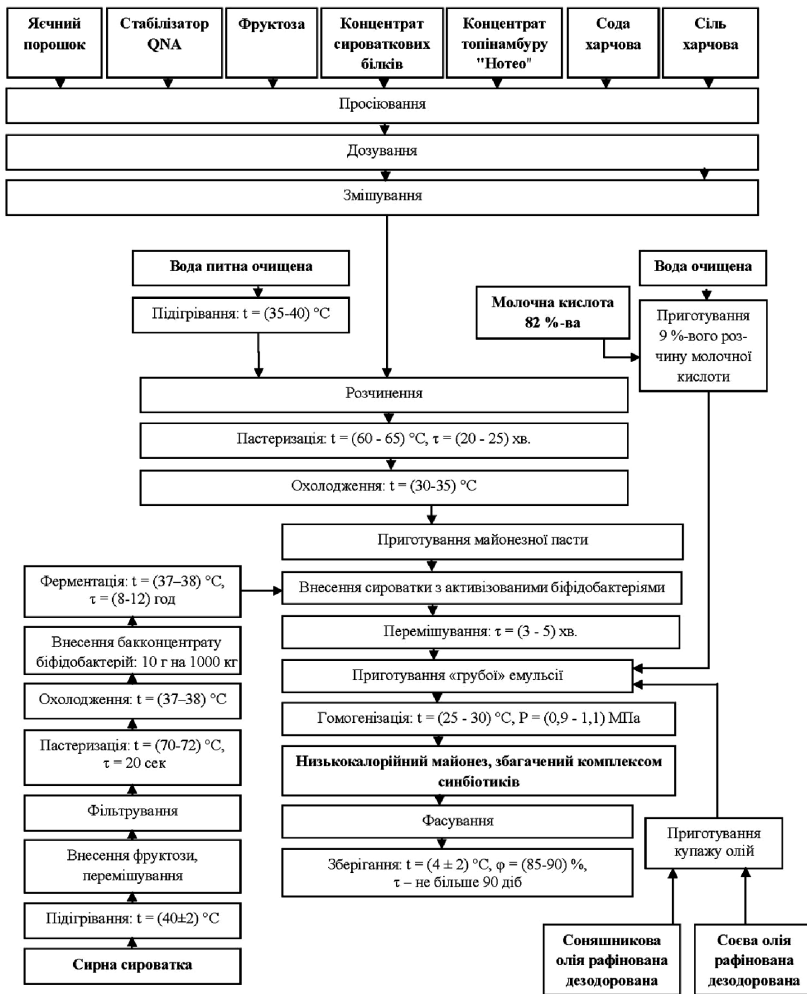 Яєчний
порошок
Стабілізатор
QNA
Фруктоза
Концентрат
сироваткових
білків
Концентрат
топінамбуру
"Нотео"
Сода
харчова
Сіль
харчова
Просіювання
Дозування
Змішування
Вода питна очищена
Підігрівання: t = (35-40) °C
Молочна кислота
82 %-ва
Вода очищена
Приготування
9 %-вого роз-
чину молочної
кислоти
Розчинення
Пастеризація: t = (60 - 65) °C, τ = (20 - 25) хв.
Охолодження: t = (30-35) °C
Приготування майонезної пасти
Внесення сироватки з активізованими біфідобактеріями
Перемішування: τ = (3 - 5) хв.
Приготування «грубої» емульсії
Гомогенізація: t = (25 - 30) °C, P = (0,9 - 1,1) МПа
Низькокалорійний майонез, збагачений комплексом
синбіотиків
Фасування
Зберігання: t = (4 ± 2) °C, φ = (85-90) %,
τ – не більше 90 діб
Ферментація: t = (37–38) °C,
τ = (8-12) год
Внесення бакконцентрату
біфідобактерій: 10 г на 1000 кг
Охолодження: t = (37–38) °C
Пастеризація: t = (70-72) °C,
τ = 20 сек
Фільтрування
Внесення фруктози,
перемішування
Підігрівання: t = (40±2) °C
Сирна сироватка
Приготування
купажу олій
Соняшникова
олія рафінована
дезодорована
Соєва олія
рафінована
дезодорована